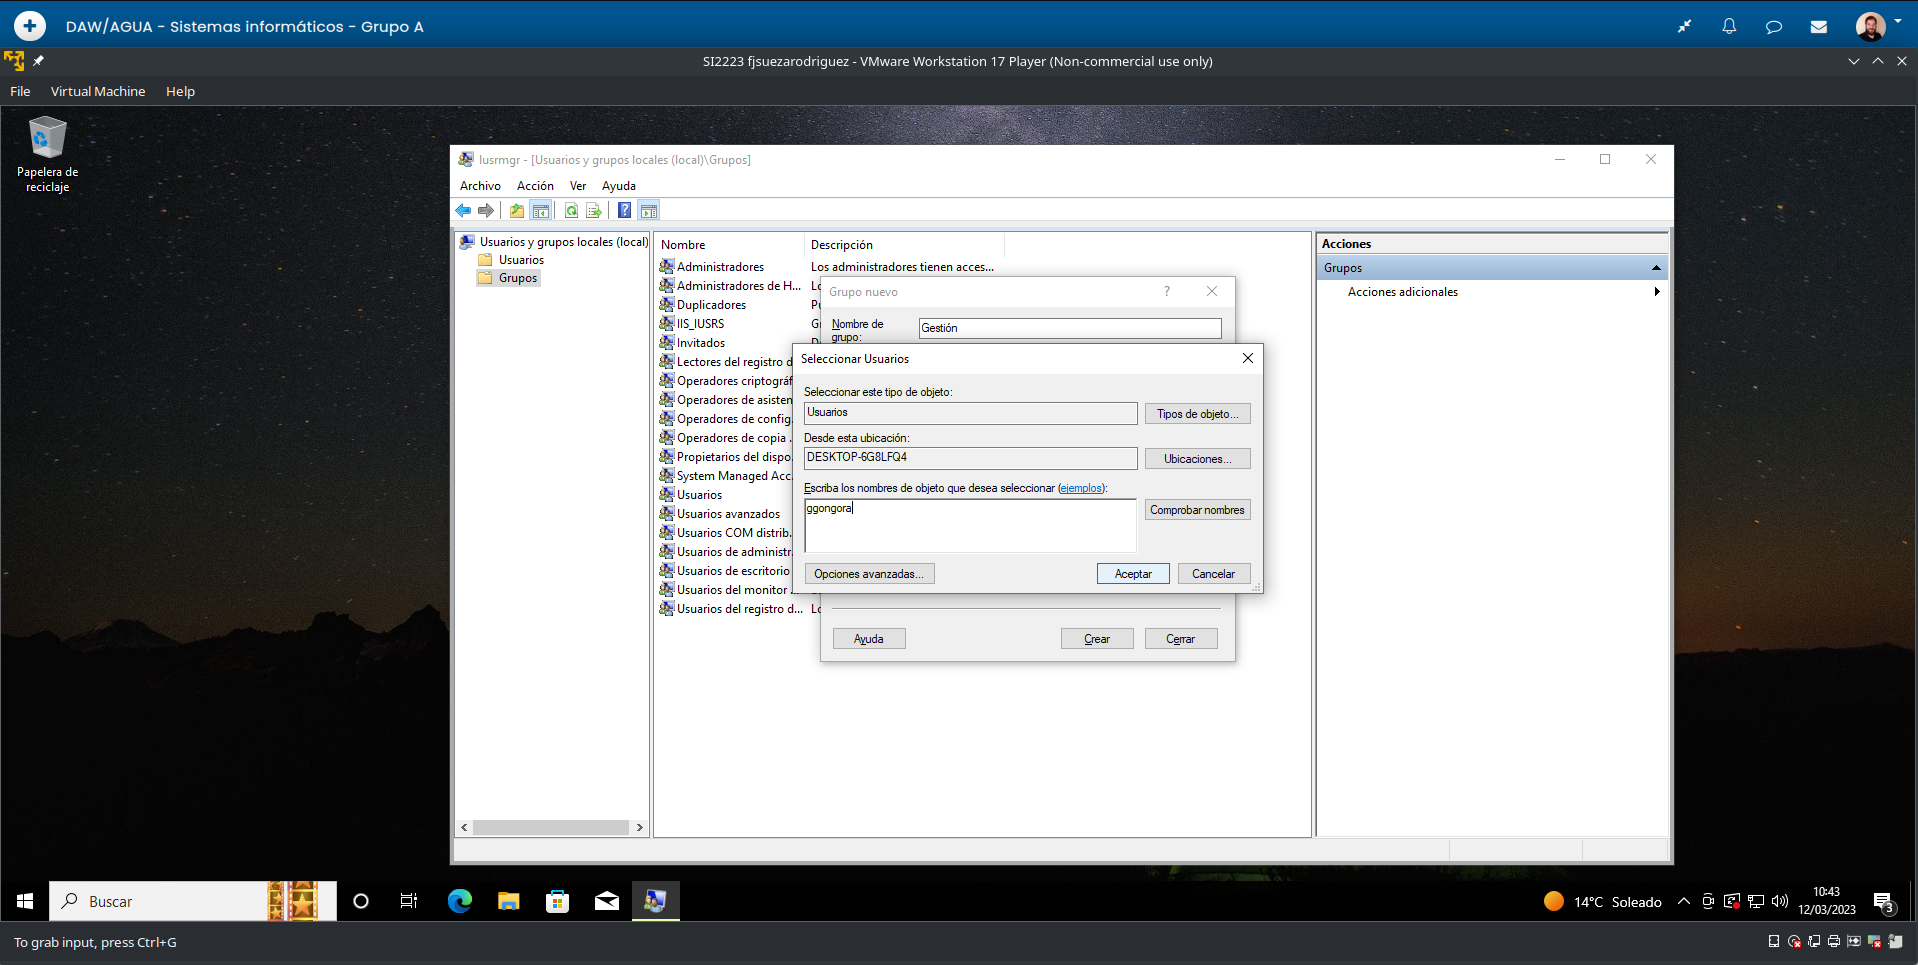 DAW/AGUA - Sistemas informáticos - Grupo A
SI2223 fjsuezarodriguez - VMware Workstation 17 Player (Non-commercial use only)
File Virtual Machine Help
Papelera de
reciclaje
lusrmgr - [Usuarios y grupos locales (local)\Grupos]
Archivo Acción Ver Ayuda
Usuarios y grupos locales (local)
Usuarios
Grupos
Nombre Descripción
Administradores Los administradores tienen acces...
Administradores de H... Lo
Duplicadores
IIS_IUSRS
Invitados
Lectores del registro d
Operadores criptográf
Operadores de asisten
Operadores de config.
Operadores de copia .
Propietarios del dispo.
System Managed Acc.
Usuarios
Usuarios avanzados
Usuarios COM distrib.
Usuarios de administr.
Usuarios de escritorio
Usuarios del monitor
Usuarios del registro d... Lo
Grupo nuevo ?
Nombre de
grupo:
Gestión
Seleccionar Usuarios
Seleccionar este tipo de objeto:
Usuarios
Tipos de objeto...
Desde esta ubicación:
DESKTOP-6G8LFQ4
Ubicaciones...
Escriba los nombres de objeto que desea seleccionar (ejemplos):
ggongora
Comprobar nombres
Opciones avanzadas... Aceptar Cancelar
Ayuda Crear Cerrar
Acciones
Grupos
Acciones adicionales
Buscar
14°C Soleado
10:43
12/03/2023
3
To grab input, press Ctrl+G